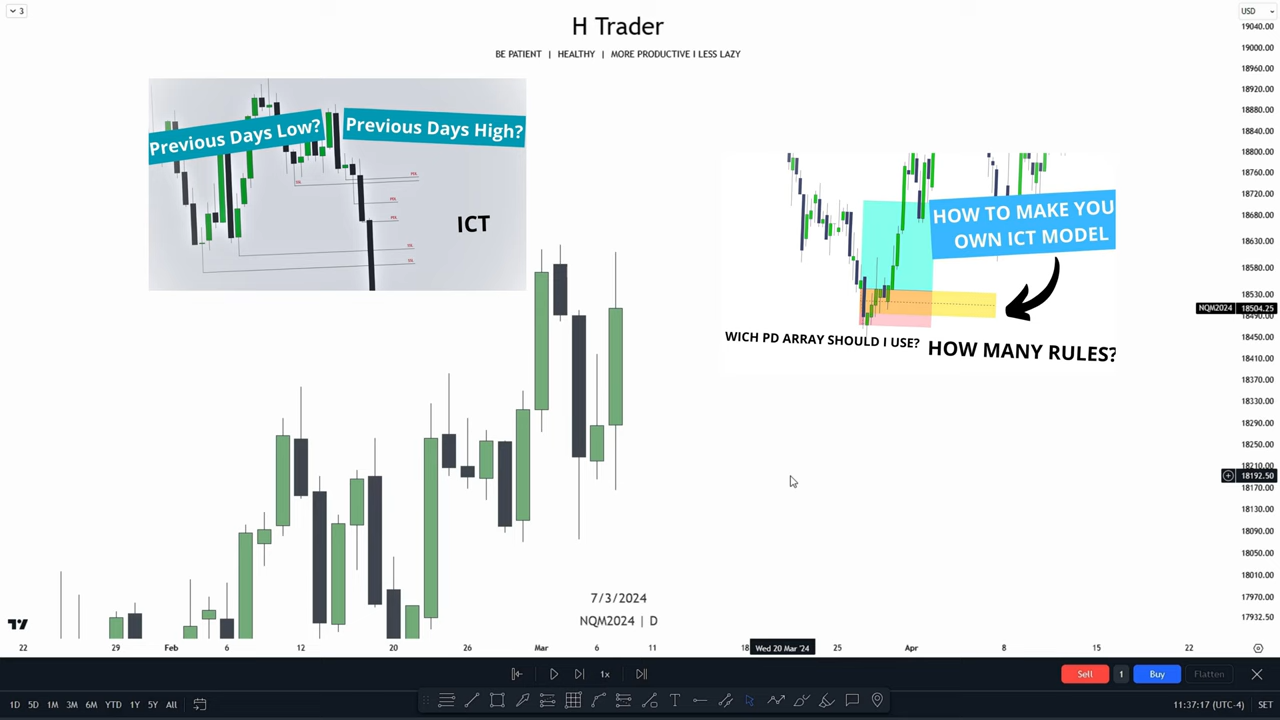 3
H Trader
BE PATIENT | HEALTHY | MORE PRODUCTIVE I LESS LAZY
USD
19040.00
19000.00
18960.00
18920.00
18880.00
18840.00
18800.00
18760.00
18720.00
18680.00
18630.00
18580.00
18530.00
NQM2024 18504.25
18490.00
18450.00
18410.00
18370.00
18330.00
18290.00
18250.00
18210.00
18192.50
18170.00
18130.00
18090.00
18050.00
18010.00
17970.00
17932.50
Previous Days Low?
Previous Days High?
ICT
HOW TO MAKE YOU
OWN ICT MODEL
WICH PD ARRAY SHOULD I USE?
HOW MANY RULES?
7/3/2024
NQM2024 | D
22 29 Feb 6 12 20 26 Mar 6 11 18 Wed 20 Mar '24 25 Apr 8 15 22
1x
Sell 1 Buy Flatten
1D 5D 1M 3M 6M YTD 1Y 5Y All
11:37:17 (UTC-4) SET